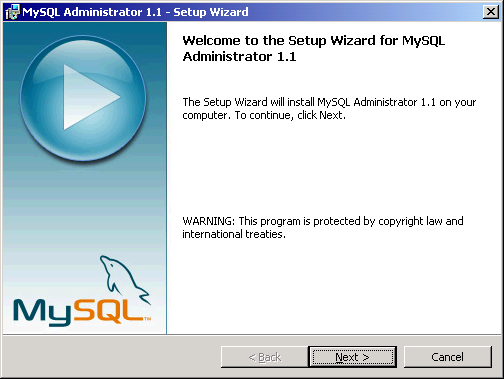 MySQL Administrator 1.1 - Setup Wizard
Welcome to the Setup Wizard for MySQL
Administrator 1.1
The Setup Wizard will install MySQL Administrator 1.1 on your
computer. To continue, click Next.
WARNING: This program is protected by copyright law and
international treaties.
MySQL™
< Back Next > Cancel